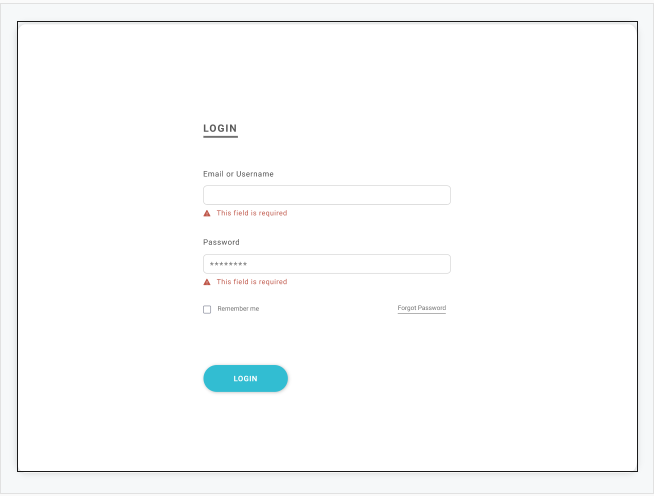 LOGIN
Email or Username
This field is required
Password
********
This field is required
Remember me
Forgot Password
LOGIN